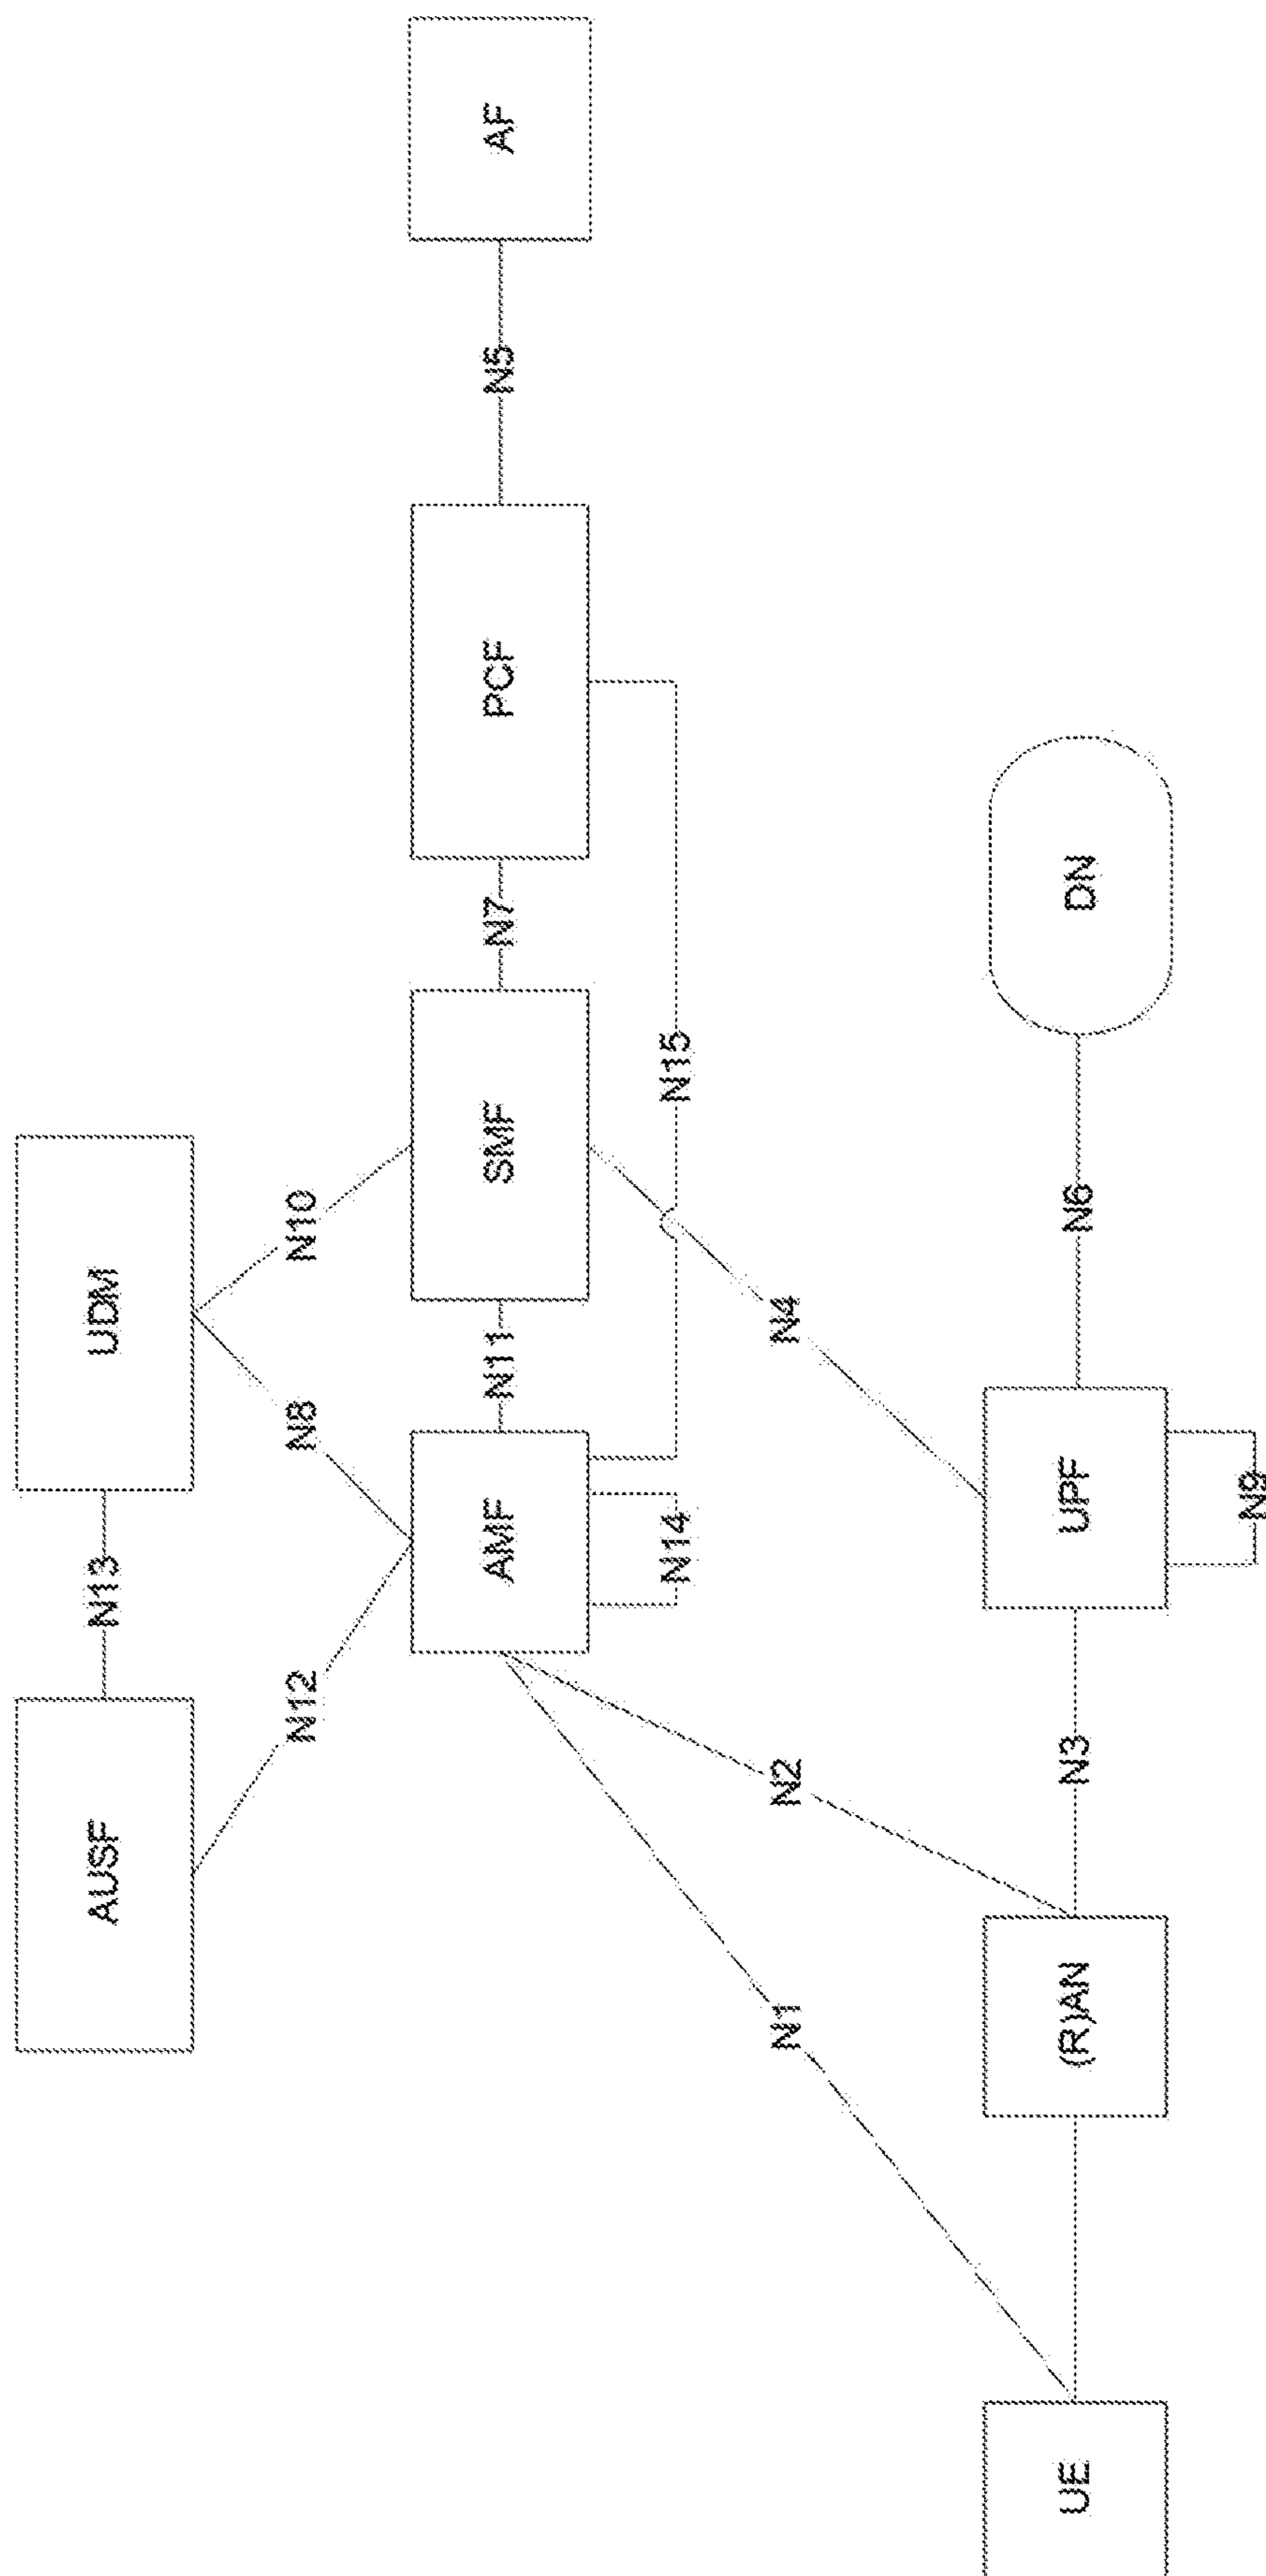 AUSF
N13
UDM
N12
N8
N10
AMF
N11
SMF
N7
PCF
N5
AF
N14
N15
N1
N2
N4
UE
(R)AN
N3
UPF
N6
DN
N9